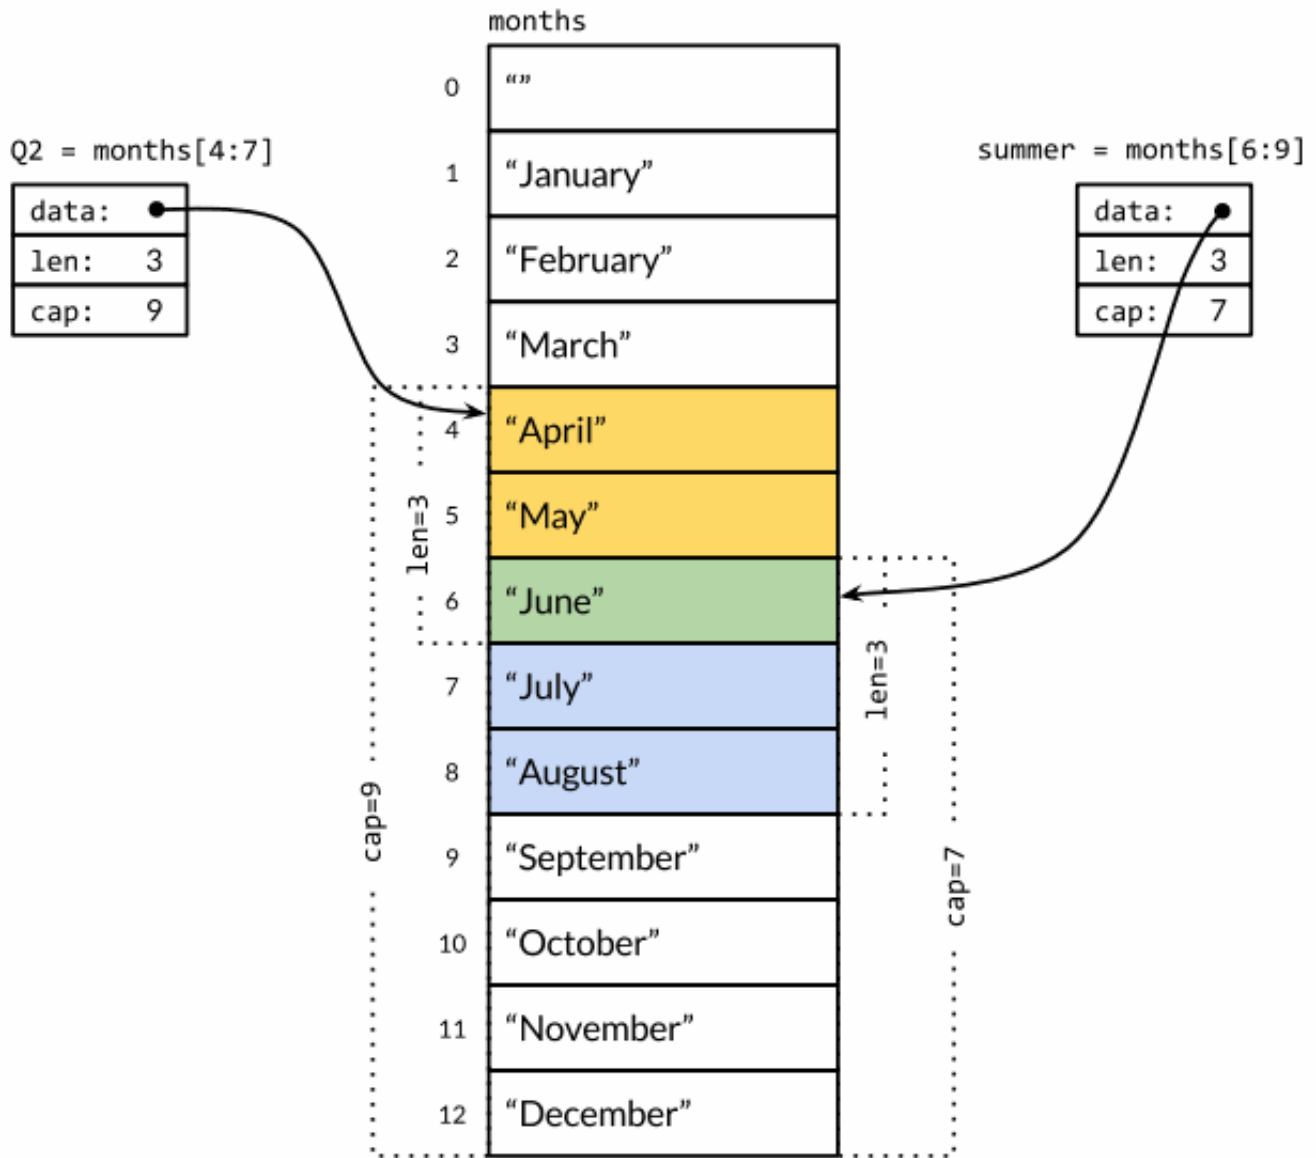 months
0 “”
1 “January”
2 “February”
3 “March”
4 “April”
5 “May”
6 “June”
7 “July”
8 “August”
9 “September”
10 “October”
11 “November”
12 “December”
Q2 = months[4:7]
data:
len: 3
cap: 9
len=3
cap=9
summer = months[6:9]
data:
len: 3
cap: 7
len=3
cap=7